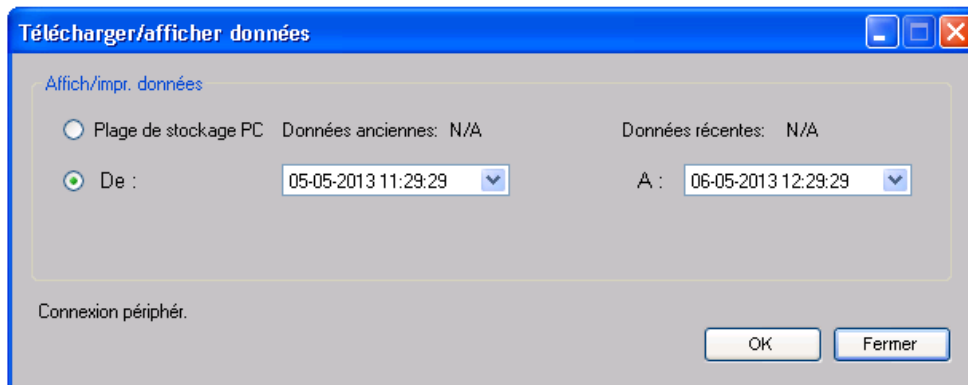 Télécharger/afficher données
Affich/impr. données
Plage de stockage PC Données anciennes: N/A Données récentes: N/A
De : 05-05-2013 11:29:29 A : 06-05-2013 12:29:29
Connexion périphér.
OK Fermer